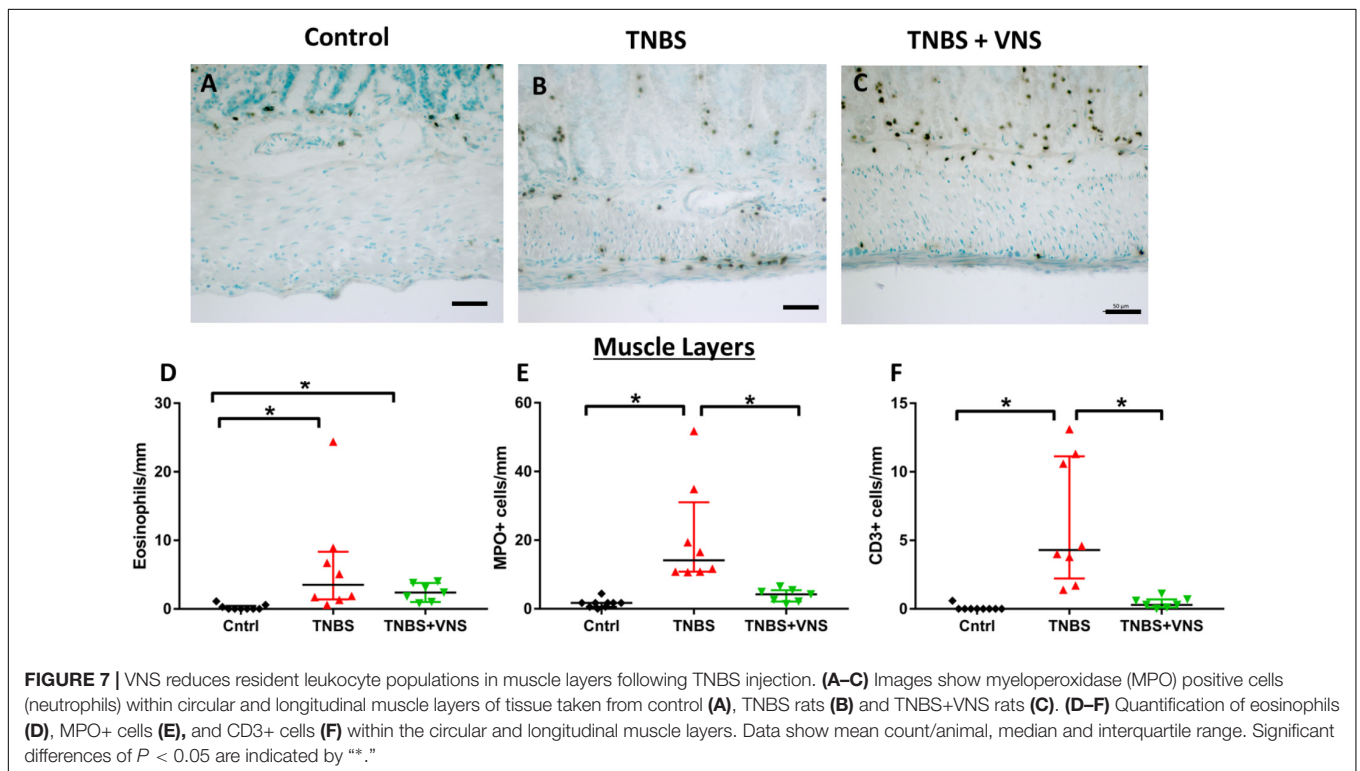 Control TNBS TNBS + VNS
A B C
50 µm
Muscle Layers
D E F
* * * * * *
30 60 15
20 40 10
10 20 5
0 0 0
Eosinophils/mm MPO+ cells/mm CD3+ cells/mm
Cntrl TNBS TNBS+VNS Cntrl TNBS TNBS+VNS Cntrl TNBS TNBS+VNS
FIGURE 7 | VNS reduces resident leukocyte populations in muscle layers following TNBS injection. (A–C) Images show myeloperoxidase (MPO) positive cells
(neutrophils) within circular and longitudinal muscle layers of tissue taken from control (A), TNBS rats (B) and TNBS+VNS rats (C). (D–F) Quantification of eosinophils
(D), MPO+ cells (E), and CD3+ cells (F) within the circular and longitudinal muscle layers. Data show mean count/animal, median and interquartile range. Significant
differences of P < 0.05 are indicated by “*.”